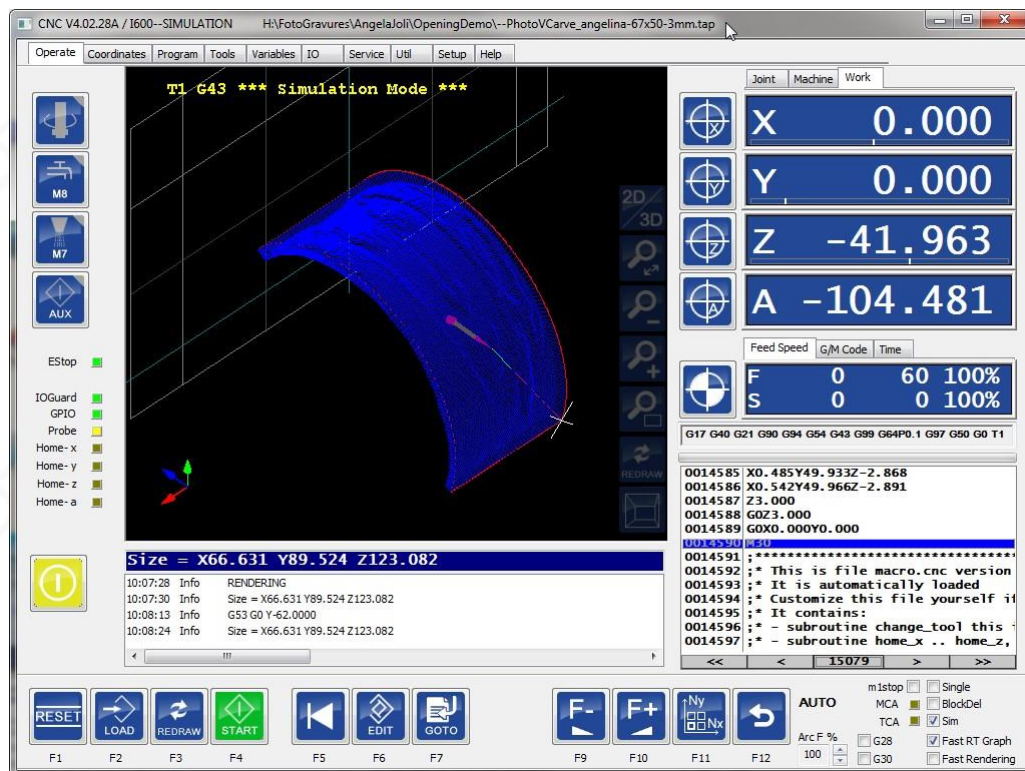 CNC V4.02.28A / I600--SIMULATION H:\FotoGravures\AngelaJoli\OpeningDemo\--PhotoVCarve_angelina-67x50-3mm.tap
Operate Coordinates Program Tools Variables IO Service Util Setup Help
T1 G43 *** Simulation Mode ***
M8
M7
AUX
EStop
IOGuard
GPIO
Probe
Home-x
Home-y
Home-z
Home-a
2D/3D
REDRAW
Joint Machine Work
X 0.000
Y 0.000
Z -41.963
A -104.481
Feed Speed G/M Code Time
F 0 60 100%
S 0 0 100%
G17 G40 G21 G90 G94 G54 G43 G99 G64P0.1 G97 G50 G0 T1
0014585 X0.485Y49.933Z-2.868
0014586 X0.542Y49.966Z-2.891
0014587 Z3.000
0014588 G0Z3.000
0014589 G0X0.000Y0.000
0014590 M30
0014591 ;***********************************
0014592 ;* This is file macro.cnc version
0014593 ;* It is automatically loaded
0014594 ;* Customize this file yourself if
0014595 ;* It contains:
0014596 ;* - subroutine change_tool this i
0014597 ;* - subroutine home_x .. home_z,
<< < 15079 > >>
Size = X66.631 Y89.524 Z123.082
10:07:28 Info RENDERING
10:07:30 Info Size = X66.631 Y89.524 Z123.082
10:08:13 Info G53 G0 Y-62.0000
10:08:24 Info Size = X66.631 Y89.524 Z123.082
RESET LOAD REDRAW START EDIT GOTO F- F+ Ny Nx
F1 F2 F3 F4 F5 F6 F7 F9 F10 F11 F12
AUTO
Arc F %
100
m1stop Single
MCA BlockDel
TCA Sim
G28 Fast RT Graph
G30 Fast Rendering